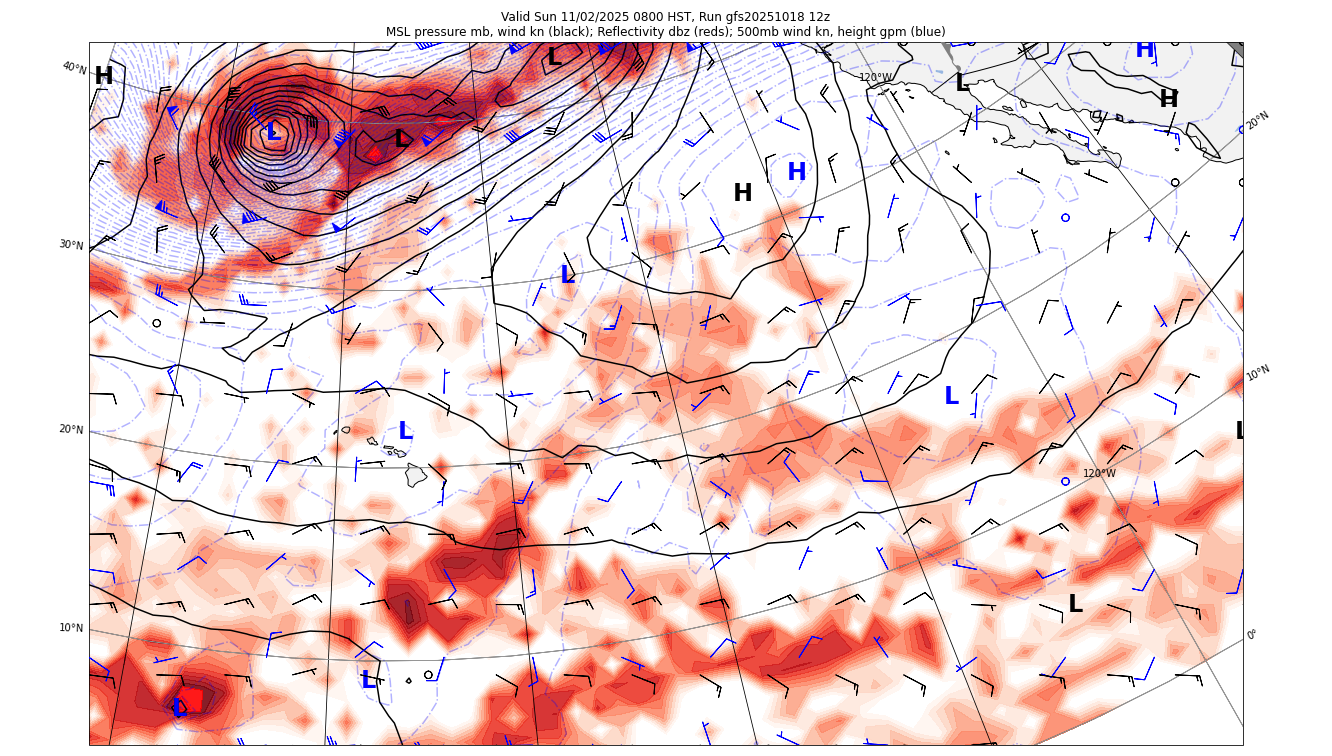 Valid Sun 11/02/2025 0800 HST, Run gfs20251018 12z
MSL pressure mb, wind kn (black); Reflectivity dbz (reds); 500mb wind kn, height gpm (blue)
H
L
40°N
H
L
120°W
L
H
20°N
L
L
H
H
30°N
L
10°N
L
20°N
L
L
120°W
L
10°N
0°
L
L